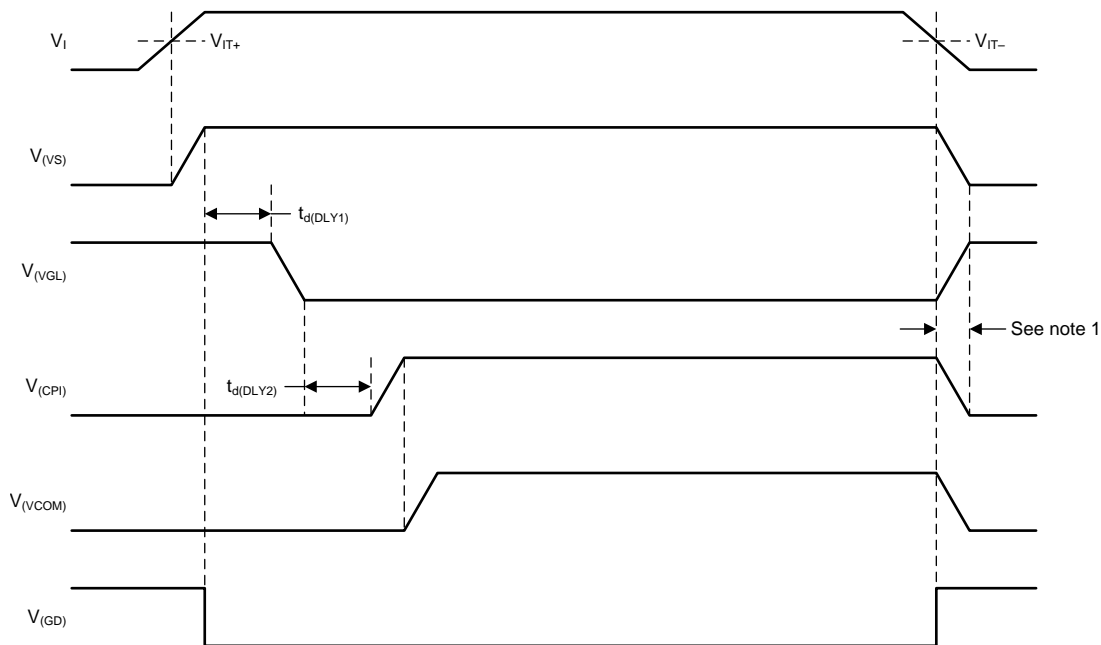 V_I
V_IT+
V_IT–
V_(VS)
t_d(DLY1)
V_(VGL)
See note 1
V_(CPI)
t_d(DLY2)
V_(VCOM)
V_(GD)